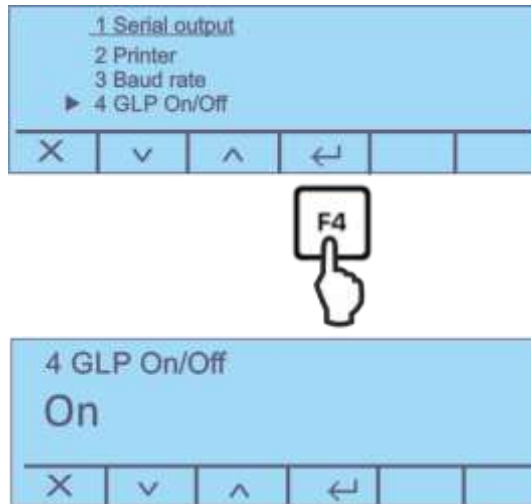 1 Serial output
2 Printer
3 Baud rate
4 GLP On/Off
F4
4 GLP On/Off
On